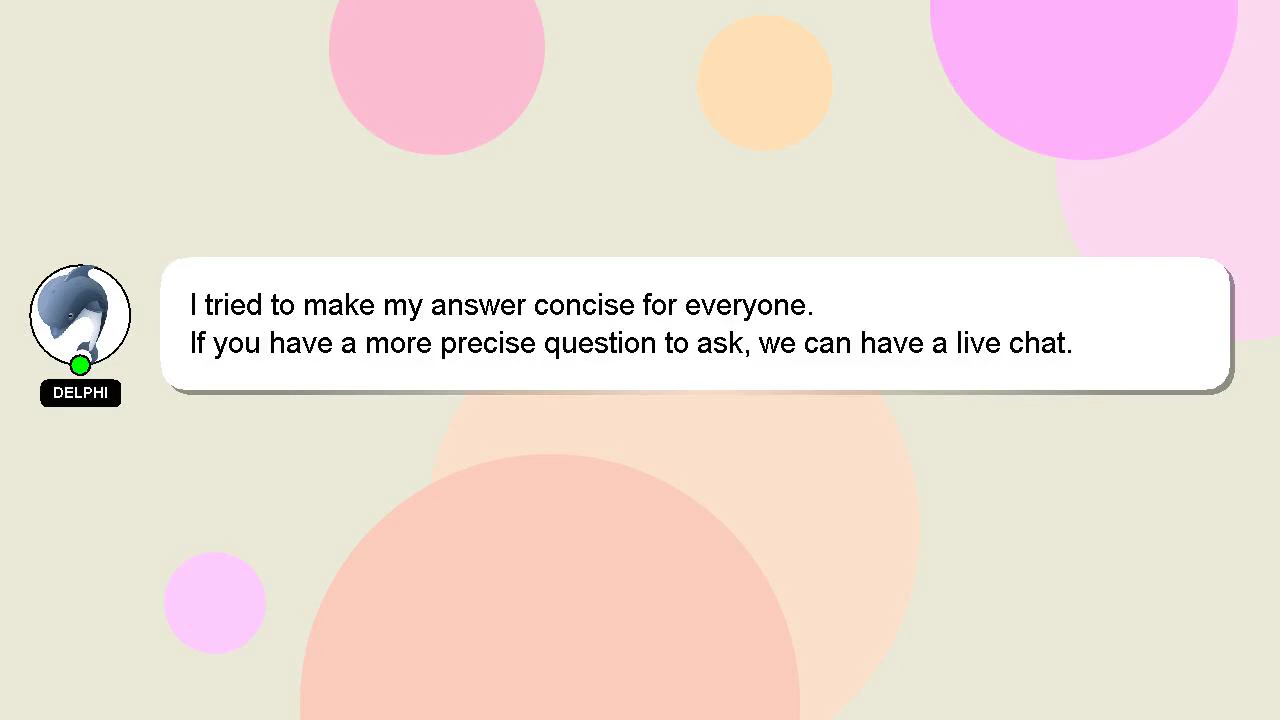 I tried to make my answer concise for everyone.
If you have a more precise question to ask, we can have a live chat.
DELPHI